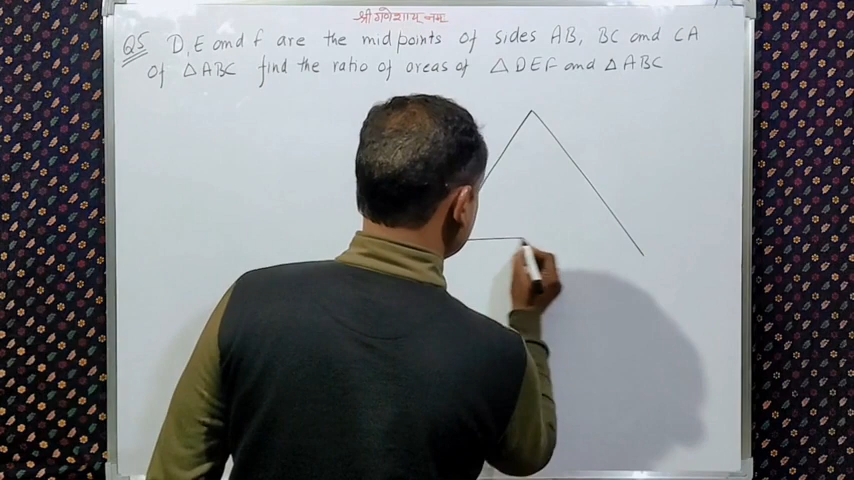 श्री गणेशाय नमः
Q5 D, E and f are the midpoints of sides AB, BC and CA
of △ABC find the ratio of areas of △DEF and △ABC